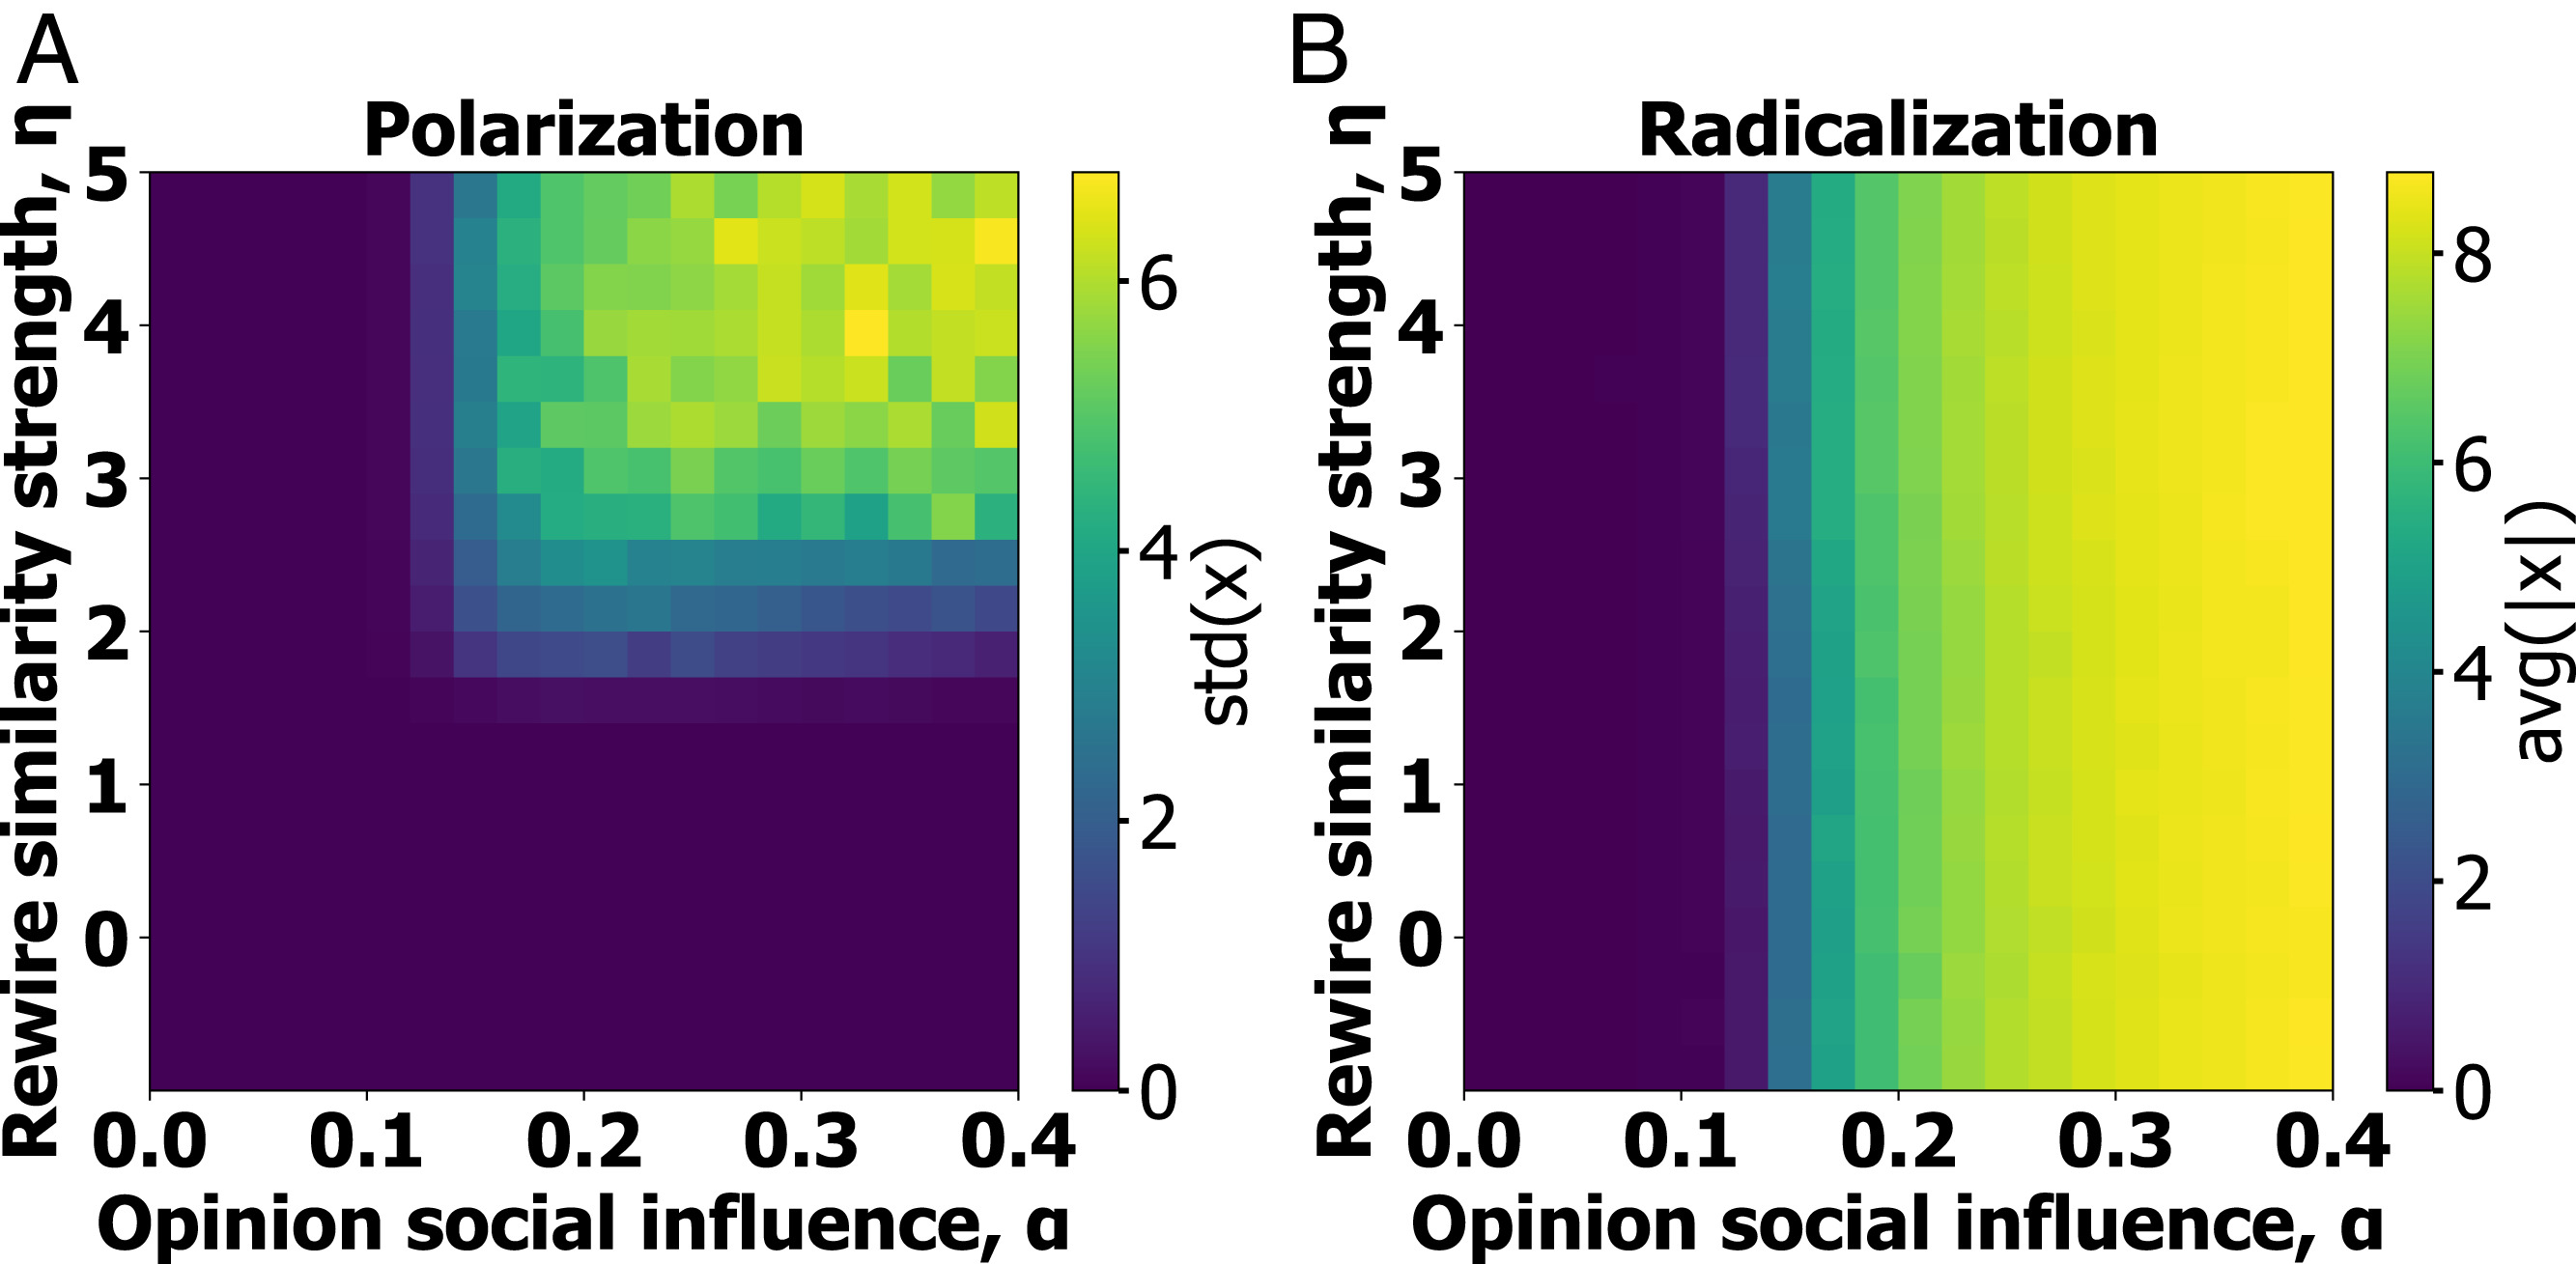 A
Polarization
Rewire similarity strength, η
5
4
3
2
1
0
0.0 0.1 0.2 0.3 0.4
Opinion social influence, α
6
4
2
0
std(x)
B
Radicalization
Rewire similarity strength, η
5
4
3
2
1
0
0.0 0.1 0.2 0.3 0.4
Opinion social influence, α
8
6
4
2
0
avg(|x|)